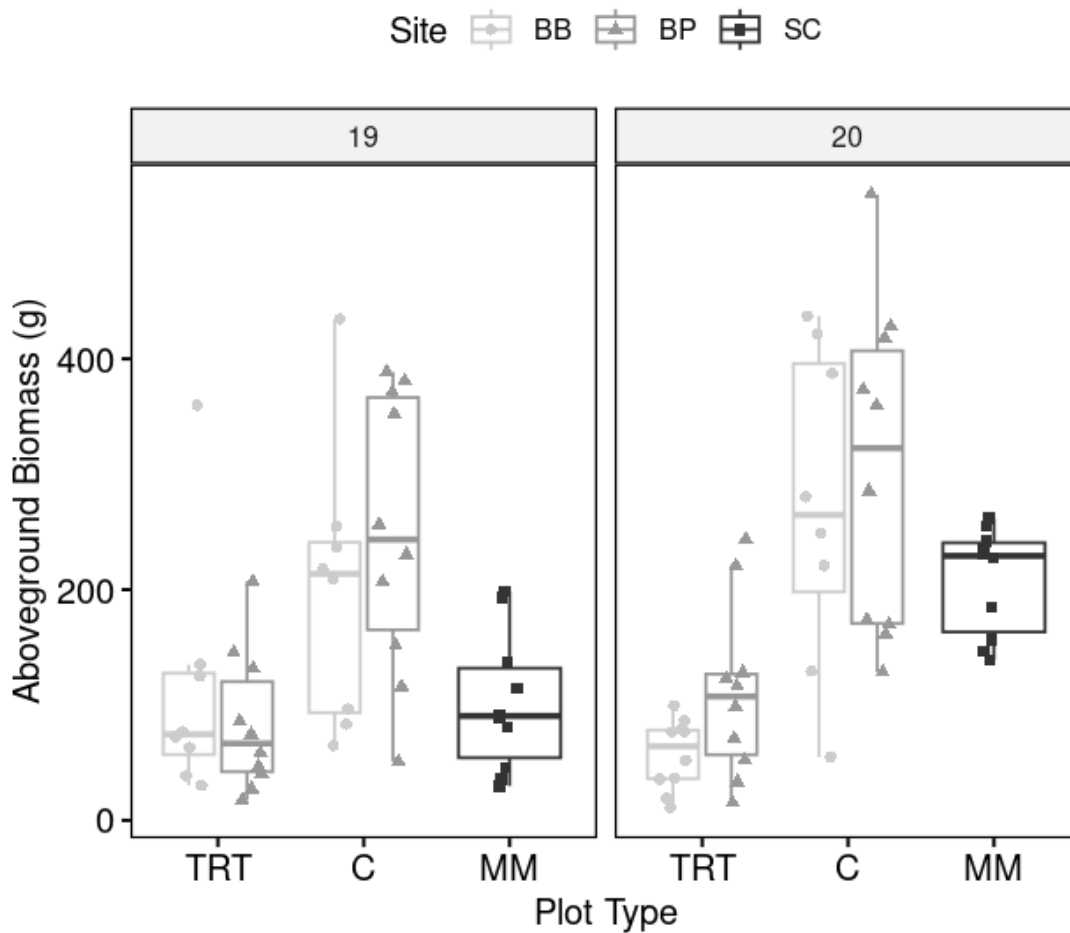 Site BB BP SC
19 20
Aboveground Biomass (g)
400
200
0
TRT C MM TRT C MM
Plot Type